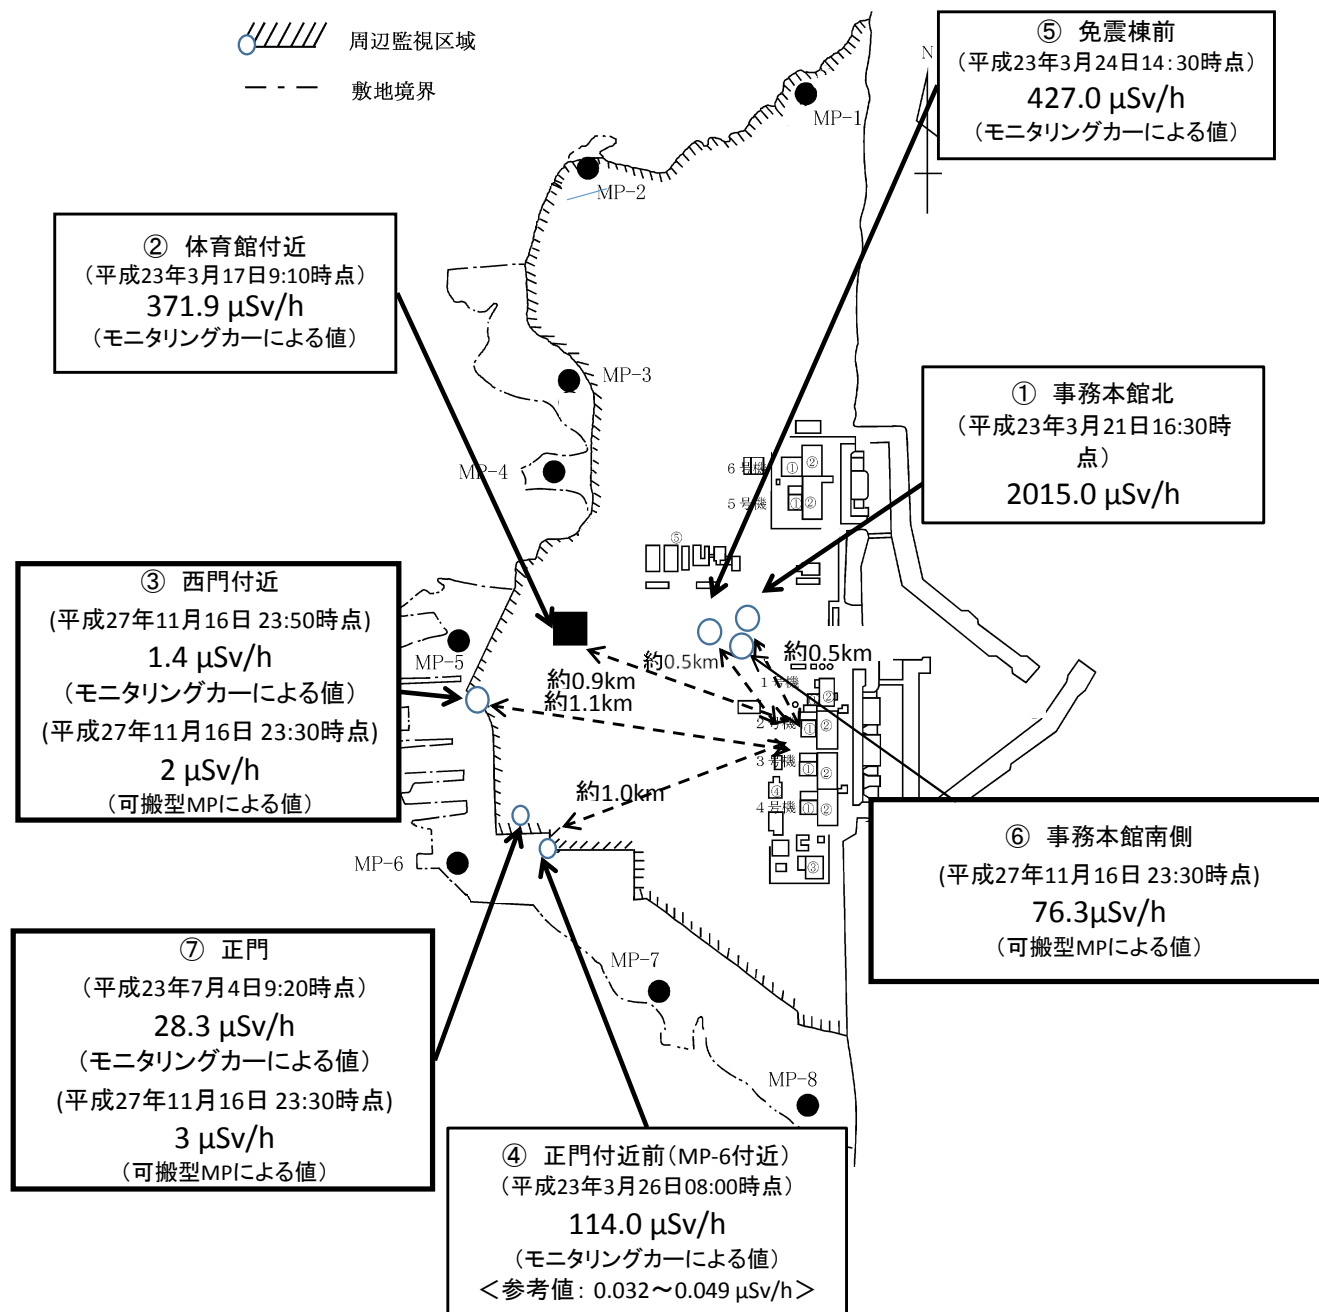 周辺監視区域
敷地境界
⑤ 免震棟前
（平成23年3月24日14：30時点）
427.0 μSv/h
（モニタリングカーによる値）
N
MP-1
MP-2
② 体育館付近
（平成23年3月17日9:10時点）
371.9 μSv/h
（モニタリングカーによる値）
MP-3
① 事務本館北
（平成23年3月21日16:30時
点）
2015.0 μSv/h
MP-4
6号機
①
②
5号機
①
②
⑤
③ 西門付近
(平成27年11月16日 23:50時点)
1.4 μSv/h
（モニタリングカーによる値）
(平成27年11月16日 23:30時点)
2 μSv/h
（可搬型MPによる値）
MP-5
約0.5km
約0.5km
約0.9km
約1.1km
1号機
②
2号機
①
②
3号機
①
②
約1.0km
④
4号機
①
②
③
MP-6
⑥ 事務本館南側
(平成27年11月16日 23:30時点)
76.3μSv/h
（可搬型MPによる値）
⑦ 正門
（平成23年7月4日9:20時点）
28.3 μSv/h
（モニタリングカーによる値）
(平成27年11月16日 23:30時点)
3 μSv/h
（可搬型MPによる値）
MP-7
MP-8
④ 正門付近前（MP-6付近）
（平成23年3月26日08:00時点）
114.0 μSv/h
（モニタリングカーによる値）
＜参考値：0.032～0.049 μSv/h＞